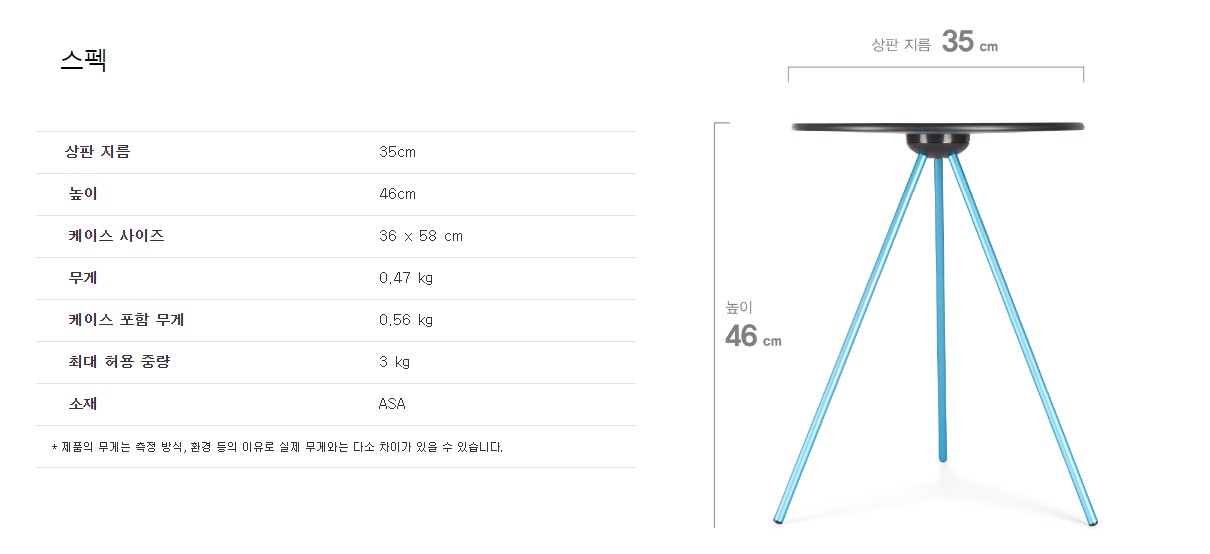 스펙
상판 지름 35cm
높이 46cm
케이스 사이즈 36 x 58 cm
무게 0.47 kg
케이스 포함 무게 0.56 kg
최대 허용 중량 3 kg
소재 ASA
* 제품의 무게는 측정 방식, 환경 등의 이유로 실제 무게와는 다소 차이가 있을 수 있습니다.
상판 지름 35 cm
높이
46 cm